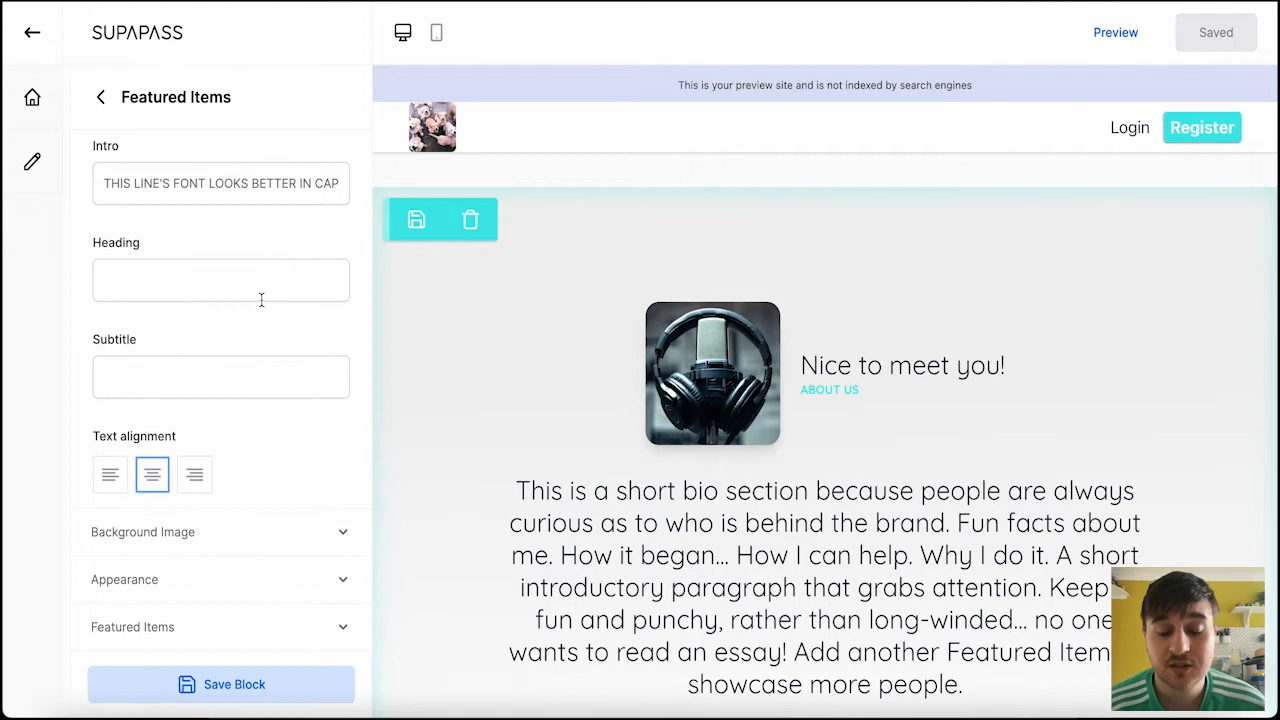 SUPAPASS
Preview
Saved
Featured Items
This is your preview site and is not indexed by search engines
Login
Register
Intro
THIS LINE'S FONT LOOKS BETTER IN CAP
Heading
Subtitle
Text alignment
Background Image
Appearance
Featured Items
Save Block
Nice to meet you!
ABOUT US
This is a short bio section because people are always
curious as to who is behind the brand. Fun facts about
me. How it began... How I can help. Why I do it. A short
introductory paragraph that grabs attention. Keep
fun and punchy, rather than long-winded... no one
wants to read an essay! Add another Featured Item
showcase more people.